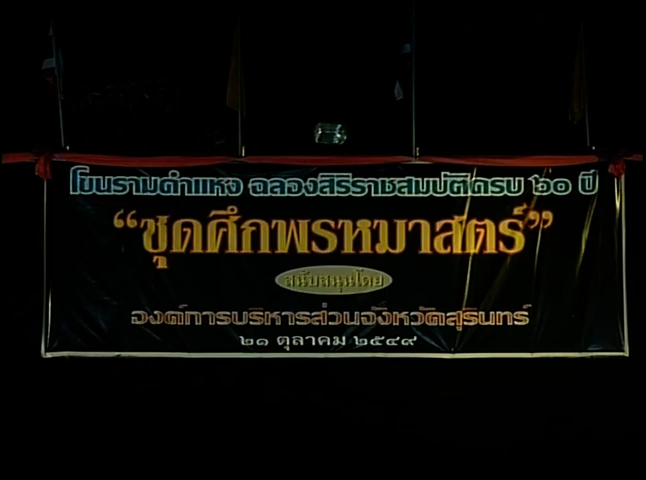 โขนรามคำแหง ฉลองสิริราชสมบัติครบ ๖๐ ปี
“ชุดศึกพรหมาสตร์”
สนับสนุนโดย
องค์การบริหารส่วนจังหวัดสุรินทร์
๒๑ ตุลาคม ๒๕๔๙